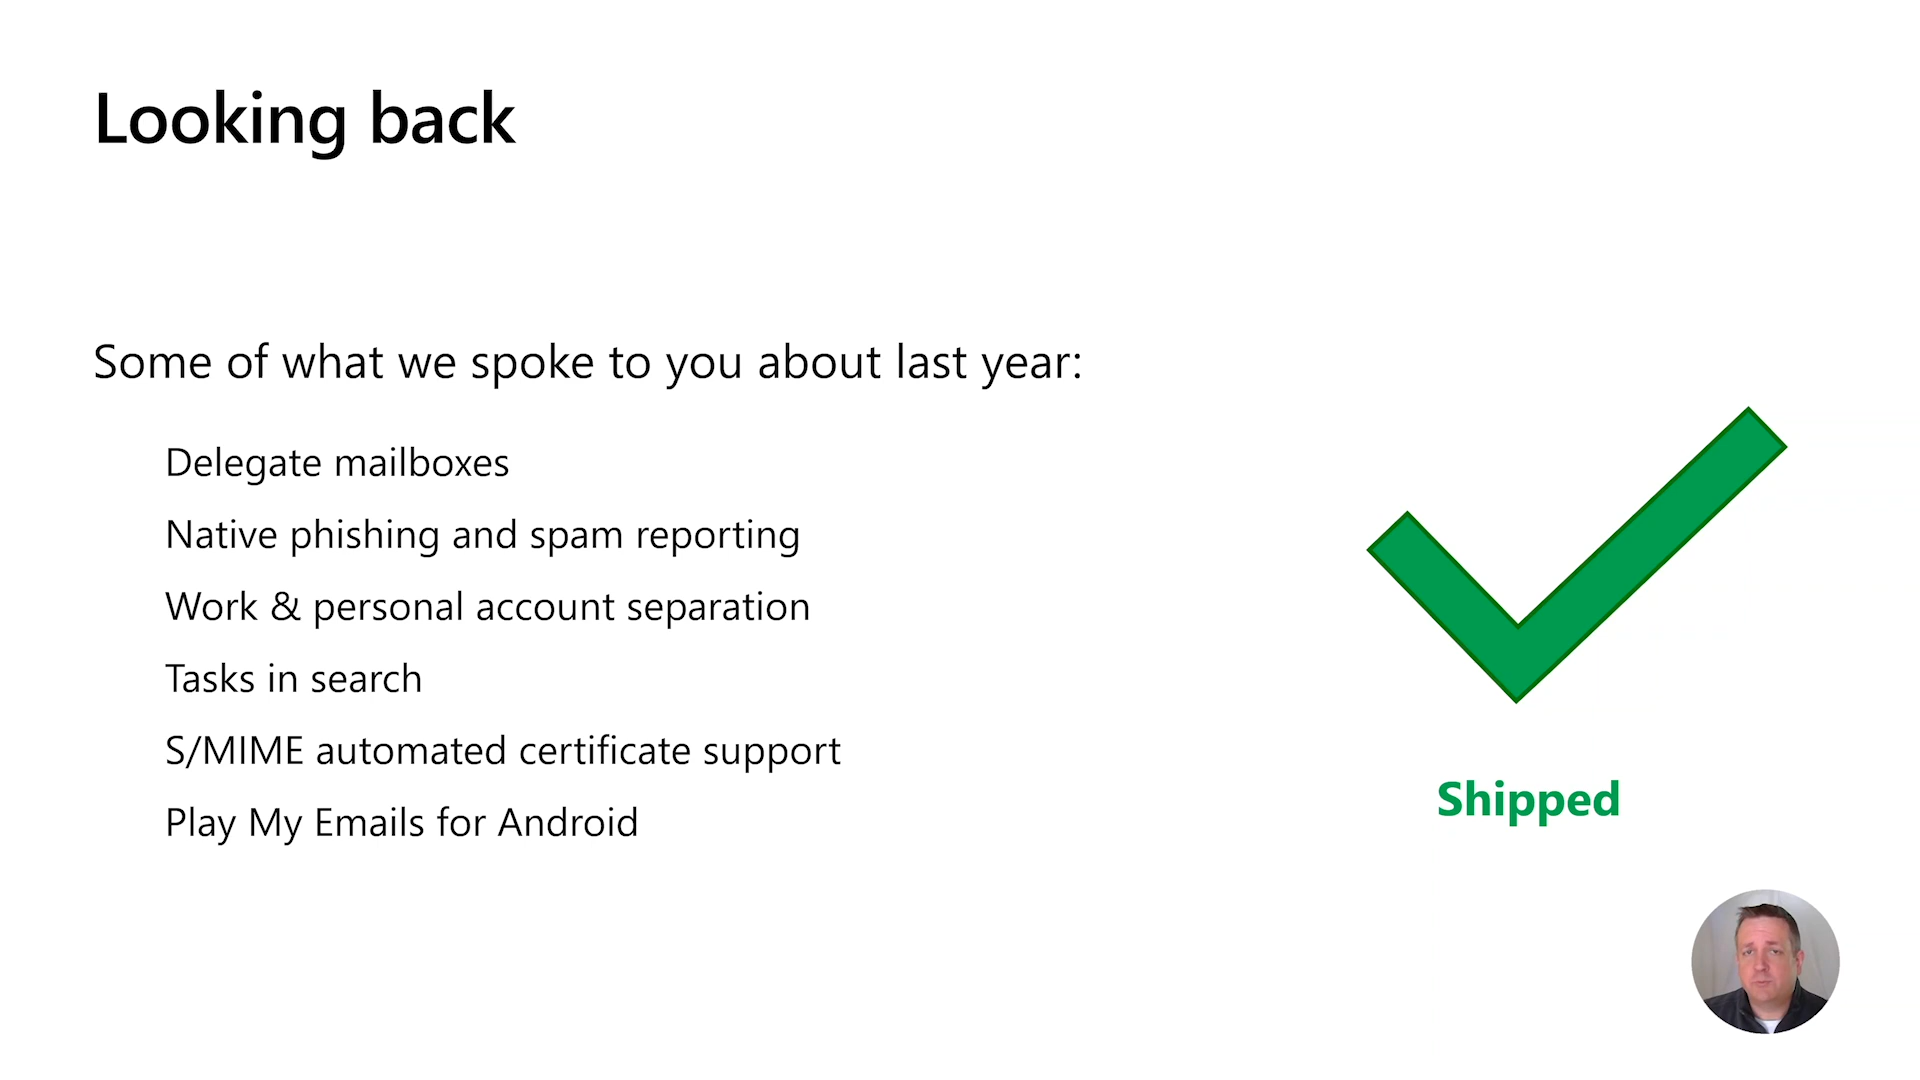 Looking back
Some of what we spoke to you about last year:
Delegate mailboxes
Native phishing and spam reporting
Work & personal account separation
Tasks in search
S/MIME automated certificate support
Play My Emails for Android
Shipped